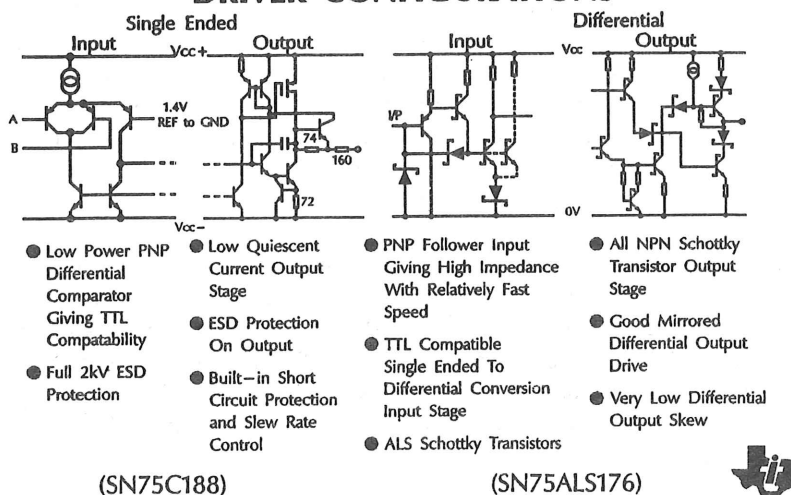 Single Ended
Differential
Input
Vcc+
Output
Input
Vcc
Output
A
B
1.4V
REF to GND
74
160
72
Vcc-
I/P
0V
● Low Power PNP
Differential
Comparator
Giving TTL
Compatability
● Full 2kV ESD
Protection
● Low Quiescent
Current Output
Stage
● ESD Protection
On Output
● Built-in Short
Circuit Protection
and Slew Rate
Control
● PNP Follower Input
Giving High Impedance
With Relatively Fast
Speed
● TTL Compatible
Single Ended To
Differential Conversion
Input Stage
● ALS Schottky Transistors
● All NPN Schottky
Transistor Output
Stage
● Good Mirrored
Differential Output
Drive
● Very Low Differential
Output Skew
(SN75C188)
(SN75ALS176)